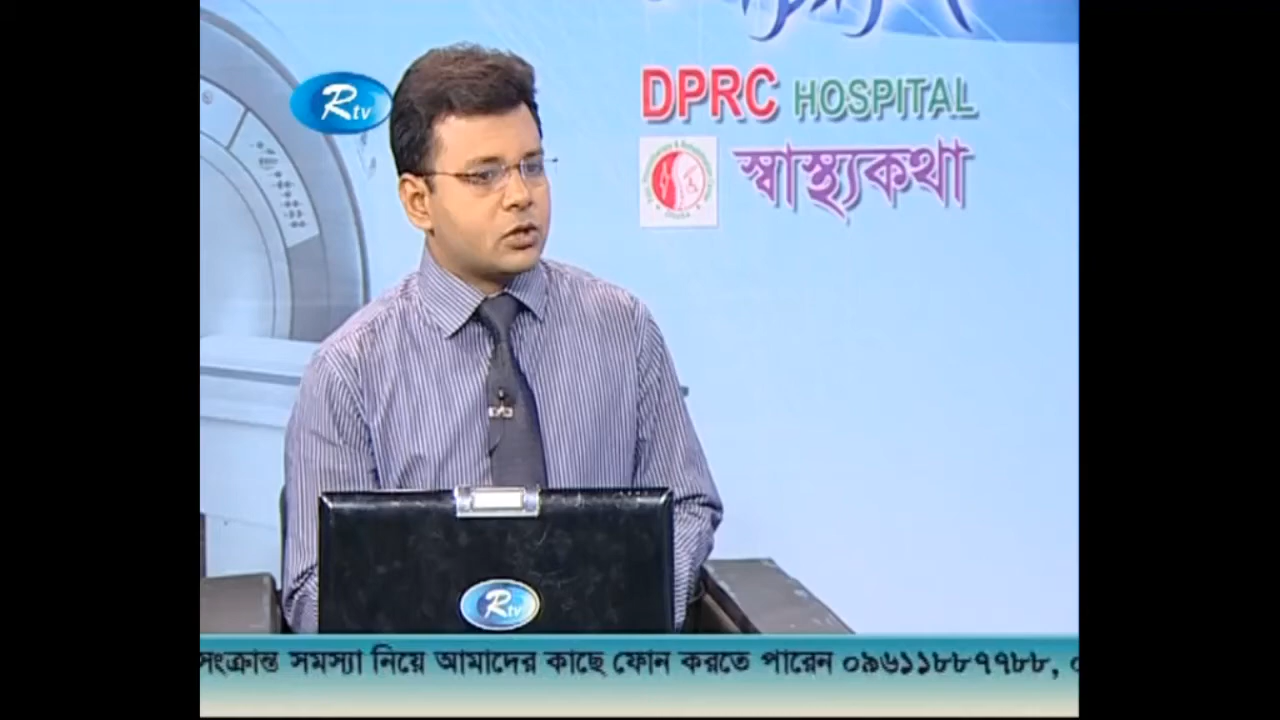 Rtv
DPRC HOSPITAL
স্বাস্থ্যকথা
Rtv
সংক্রান্ত সমস্যা নিয়ে আমাদের কাছে ফোন করতে পারেন ০৯৬১১৮৮৭৭৮৮,